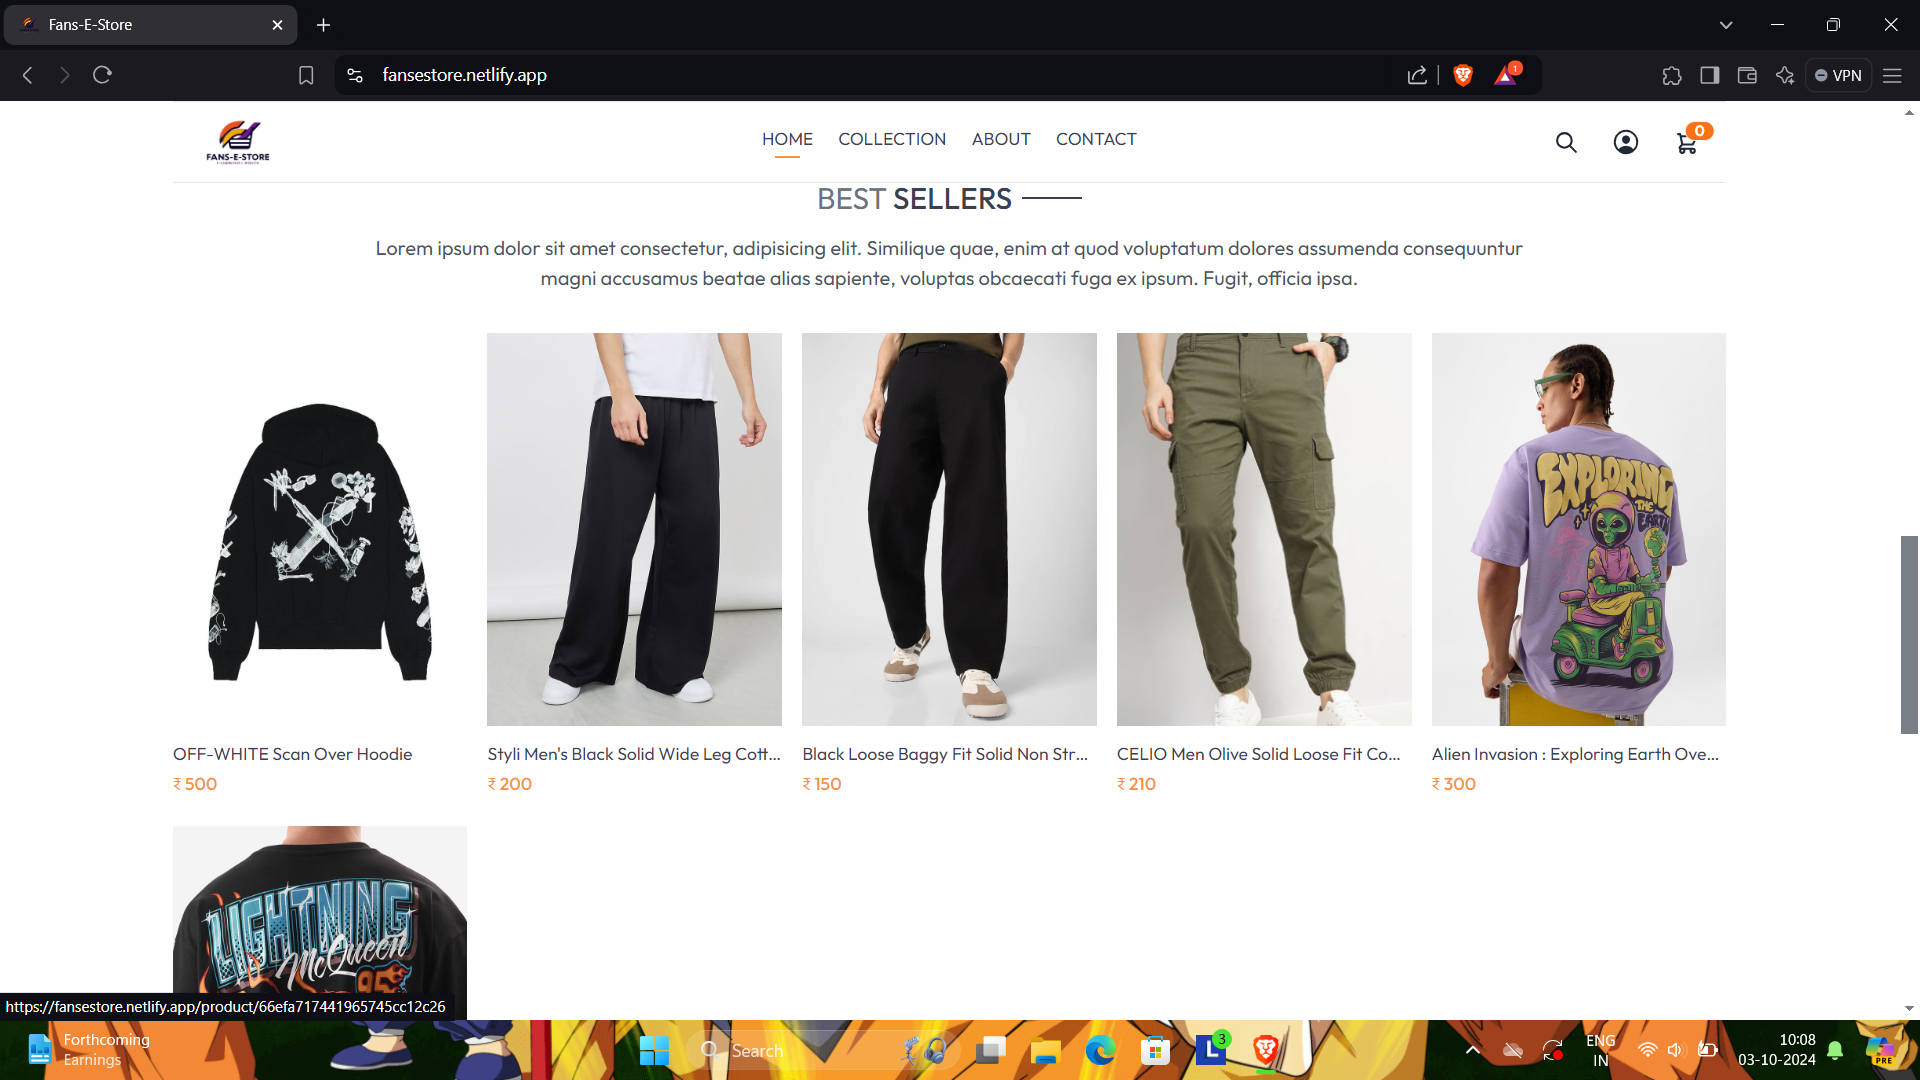 Fans-E-Store
fansestore.netlify.app
1
VPN
FANS-E-STORE
HOME COLLECTION ABOUT CONTACT
0
BEST SELLERS
Lorem ipsum dolor sit amet consectetur, adipisicing elit. Similique quae, enim at quod voluptatum dolores assumenda consequuntur
magni accusamus beatae alias sapiente, voluptas obcaecati fuga ex ipsum. Fugit, officia ipsa.
EXPLORING
THE
EARTH
OFF-WHITE Scan Over Hoodie
₹ 500
Styli Men's Black Solid Wide Leg Cott...
₹ 200
Black Loose Baggy Fit Solid Non Str...
₹ 150
CELIO Men Olive Solid Loose Fit Co...
₹ 210
Alien Invasion : Exploring Earth Ove...
₹ 300
LIGHTNING
McQueen
95
https://fansestore.netlify.app/product/66efa717441965745cc12c26
Forthcoming
Earnings
Search
L
3
ENG
IN
10:08
03-10-2024
PRE